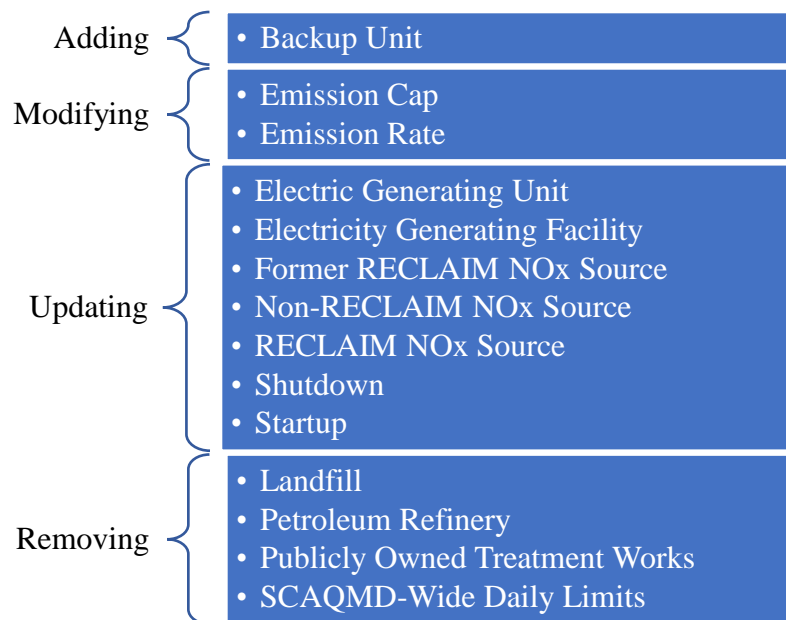 Adding
• Backup Unit
Modifying
• Emission Cap
• Emission Rate
Updating
• Electric Generating Unit
• Electricity Generating Facility
• Former RECLAIM NOx Source
• Non-RECLAIM NOx Source
• RECLAIM NOx Source
• Shutdown
• Startup
Removing
• Landfill
• Petroleum Refinery
• Publicly Owned Treatment Works
• SCAQMD-Wide Daily Limits